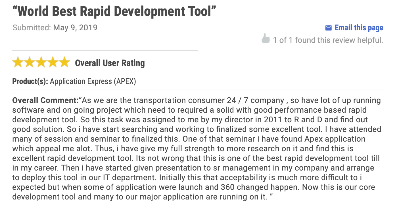 “World Best Rapid Development Tool”
Submitted: May 9, 2019
Email this page
1 of 1 found this review helpful.
Overall User Rating
Product(s): Application Express (APEX)
Overall Comment:“As we are the transportation consumer 24 / 7 company , so have lot of up running
software and on going project which need to required a solid with good performance based rapid
development tool. So this task was assigned to me by my director in 2011 to R and D and find out
good solution. So i have start searching and working to finalized some excellent tool. I have attended
many of session and seminar to finalized this. One of that seminar i have found Apex application
which appeal me alot. Thus, i have give my full strength to more research on it and find this is
excellent rapid development tool. Its not wrong that this is one of the best rapid development tool till
in my career. Then i have started given presentation to sr management in my company and arrange
to deploy this tool in our IT department. Initially this that acceptability is much more difficult to i
expected but when some of application were launch and 360 changed happen. Now this is our core
development tool and many to our major application are running on it. ”